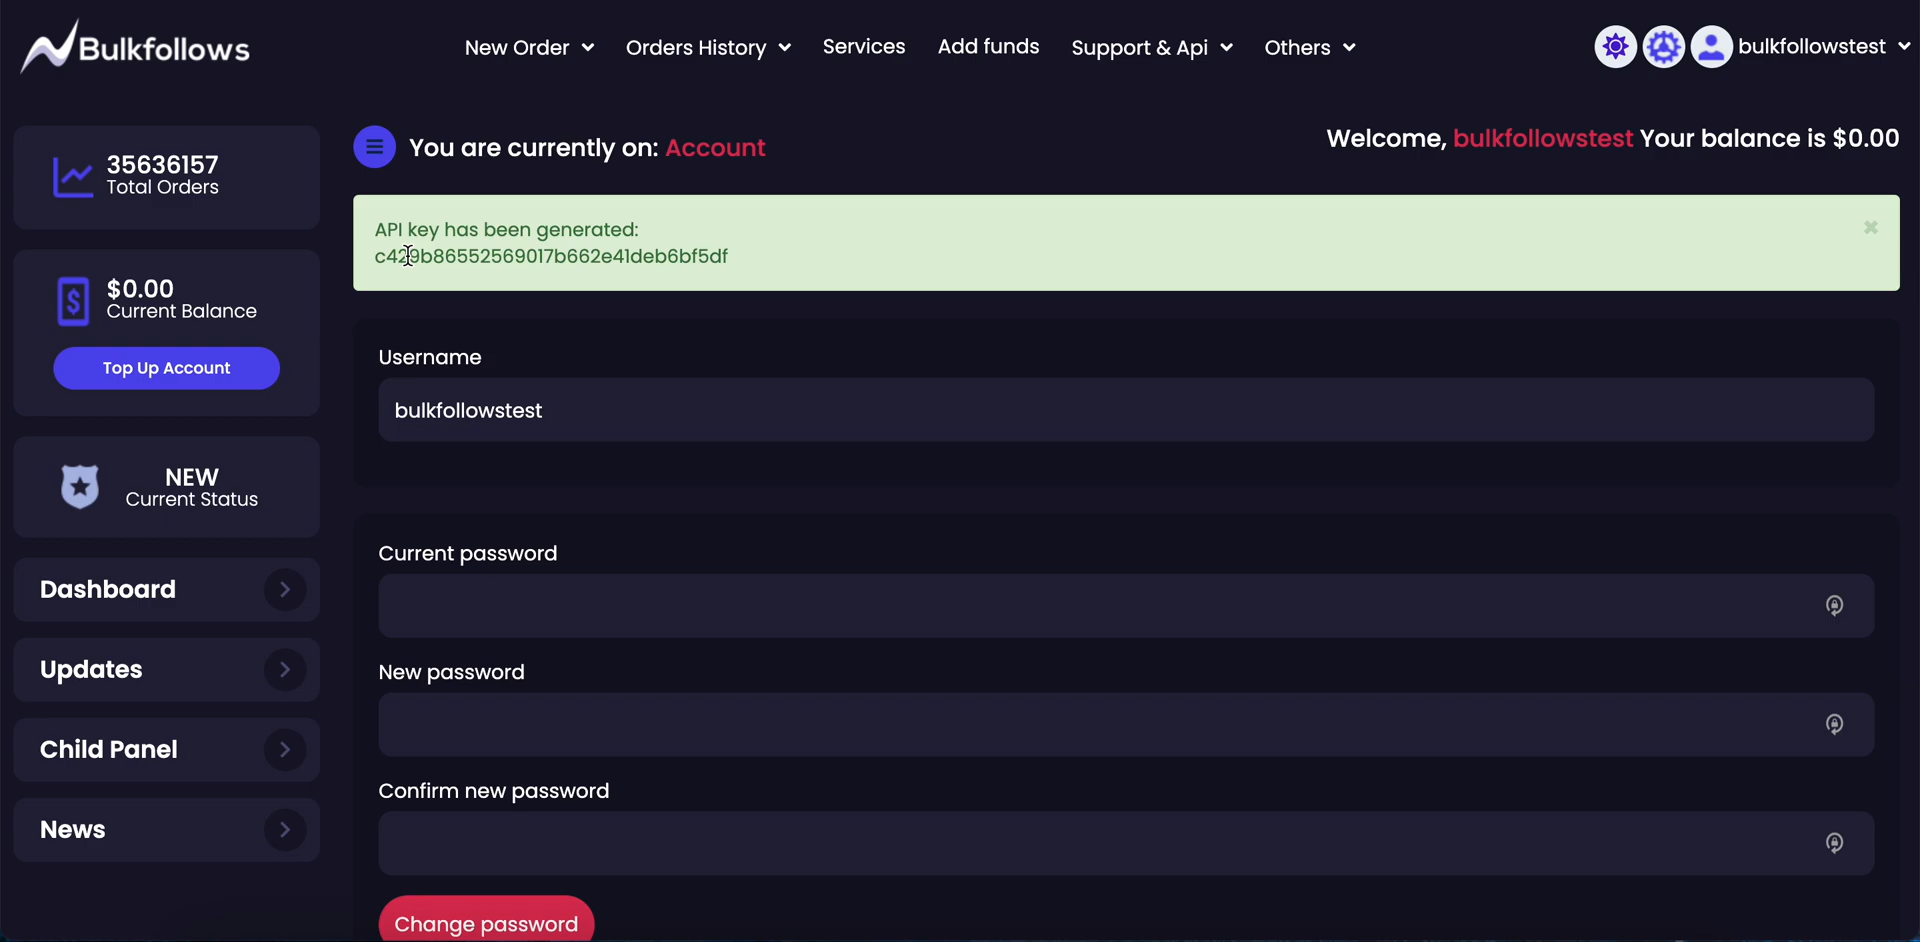 Bulkfollows
New Order
Orders History
Services
Add funds
Support & Api
Others
bulkfollowstest
35636157
Total Orders
$0.00
Current Balance
Top Up Account
NEW
Current Status
Dashboard
Updates
Child Panel
News
You are currently on: Account
Welcome, bulkfollowstest Your balance is $0.00
API key has been generated:
c429b86552569017b662e41deb6bf5df
Username
bulkfollowstest
Current password
New password
Confirm new password
Change password